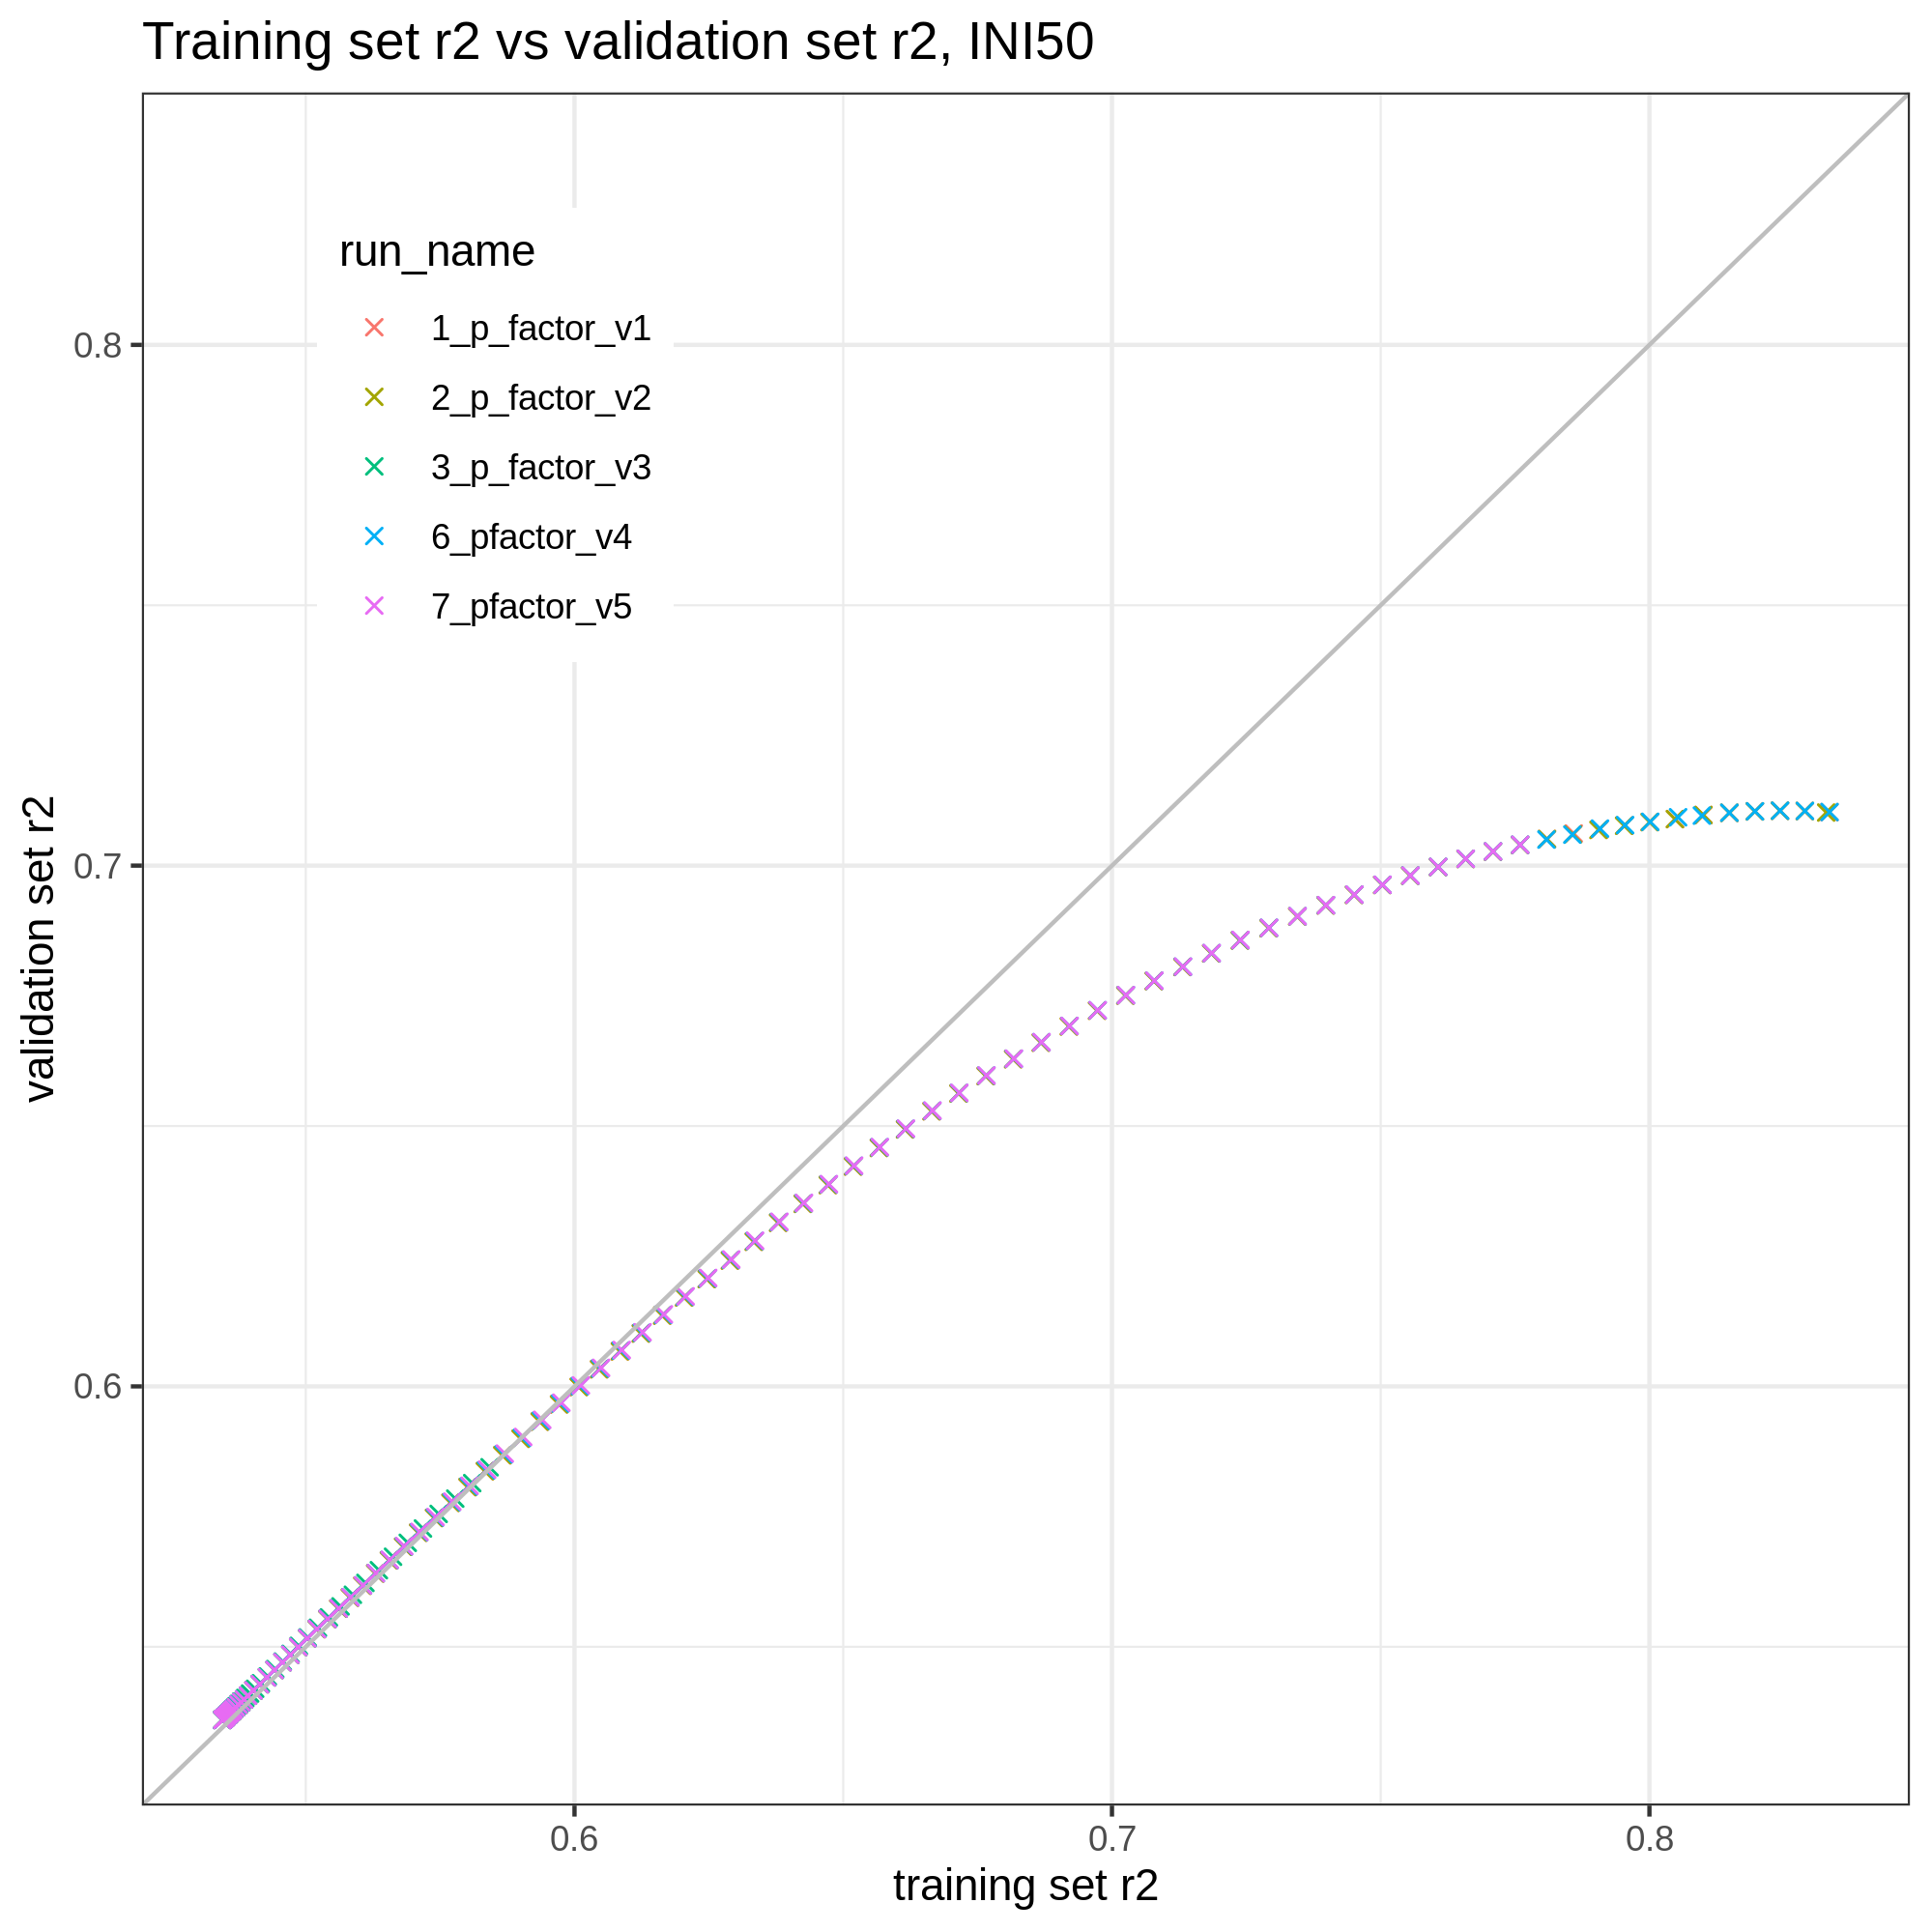 Training set r2 vs validation set r2, INI50
run_name
1_p_factor_v1
2_p_factor_v2
3_p_factor_v3
6_pfactor_v4
7_pfactor_v5
0.8
0.7
0.6
validation set r2
0.6 0.7 0.8
training set r2